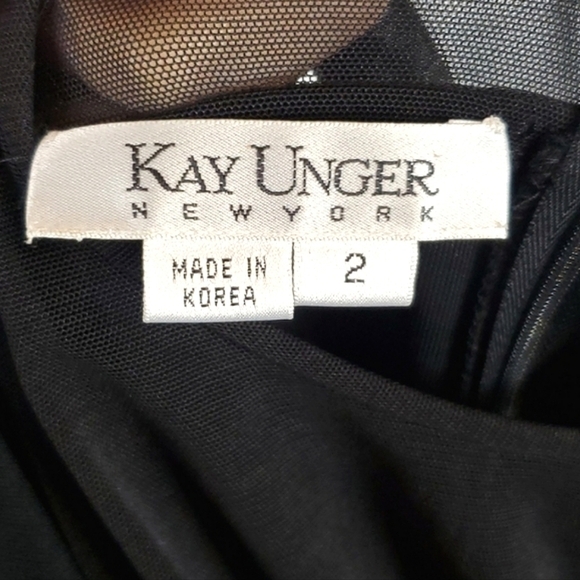 KAY UNGER
NEW YORK
MADE IN
KOREA
2